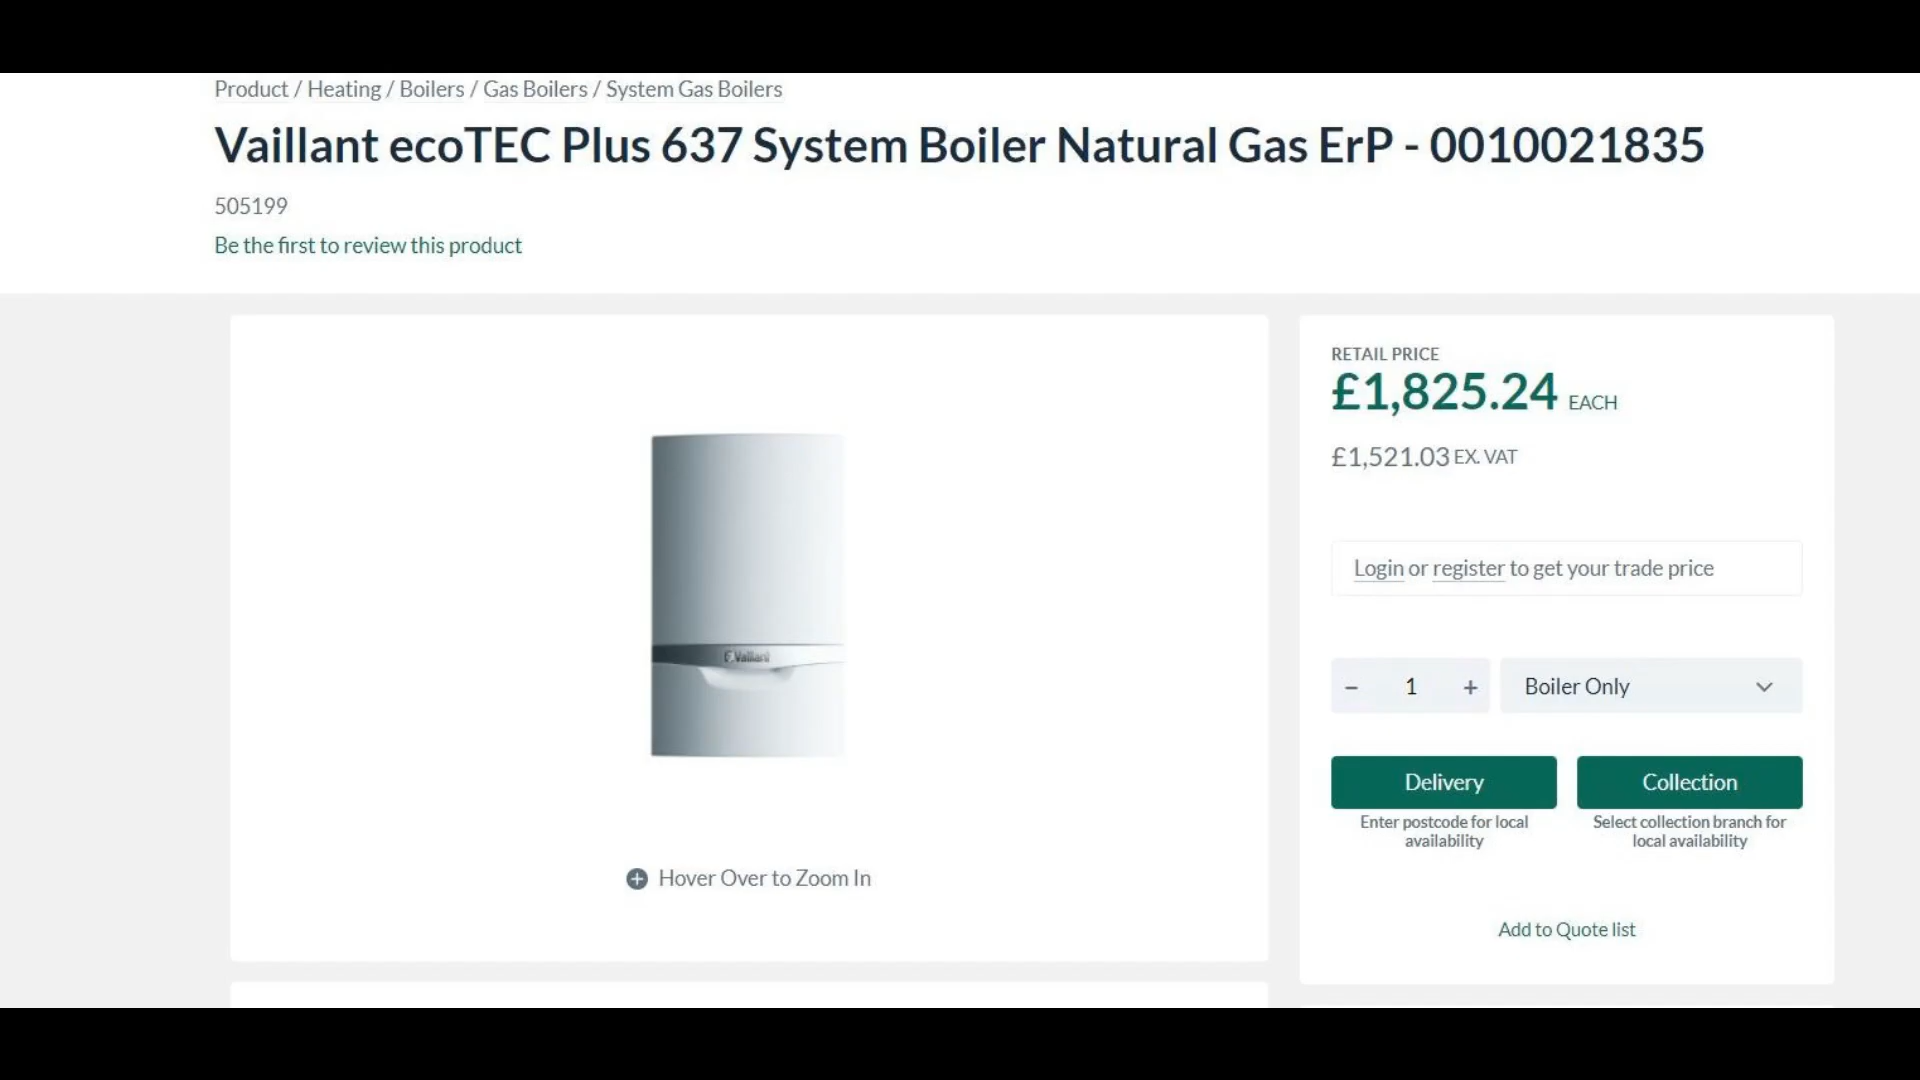 Product / Heating / Boilers / Gas Boilers / System Gas Boilers
Vaillant ecoTEC Plus 637 System Boiler Natural Gas ErP - 0010021835
505199
Be the first to review this product
Vaillant
Hover Over to Zoom In
RETAIL PRICE
£1,825.24 EACH
£1,521.03 EX. VAT
Login or register to get your trade price
− 1 + Boiler Only
Delivery Collection
Enter postcode for local
availability
Select collection branch for
local availability
Add to Quote list